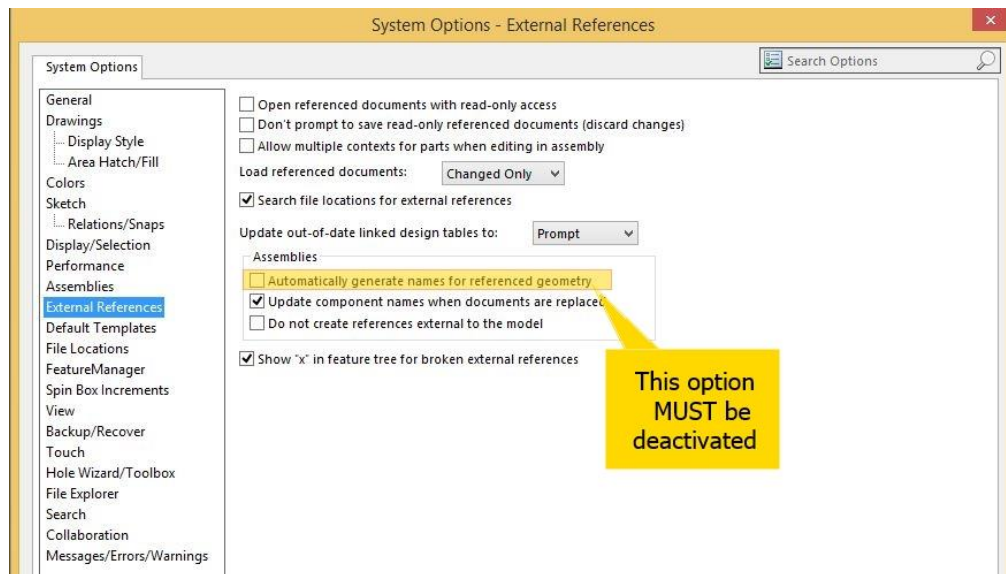 System Options - External References
System Options
Search Options
General
Drawings
Display Style
Area Hatch/Fill
Colors
Sketch
Relations/Snaps
Display/Selection
Performance
Assemblies
External References
Default Templates
File Locations
FeatureManager
Spin Box Increments
View
Backup/Recover
Touch
Hole Wizard/Toolbox
File Explorer
Search
Collaboration
Messages/Errors/Warnings
Open referenced documents with read-only access
Don't prompt to save read-only referenced documents (discard changes)
Allow multiple contexts for parts when editing in assembly
Load referenced documents: Changed Only
Search file locations for external references
Update out-of-date linked design tables to: Prompt
Assemblies
Automatically generate names for referenced geometry
Update component names when documents are replaced
Do not create references external to the model
Show "x" in feature tree for broken external references
This option
MUST be
deactivated